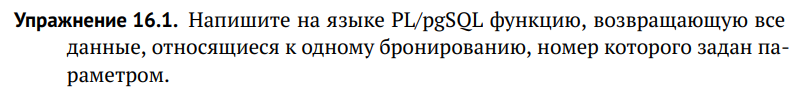 Упражнение 16.1. Напишите на языке PL/pgSQL функцию, возвращающую все
данные, относящиеся к одному бронированию, номер которого задан па-
раметром.